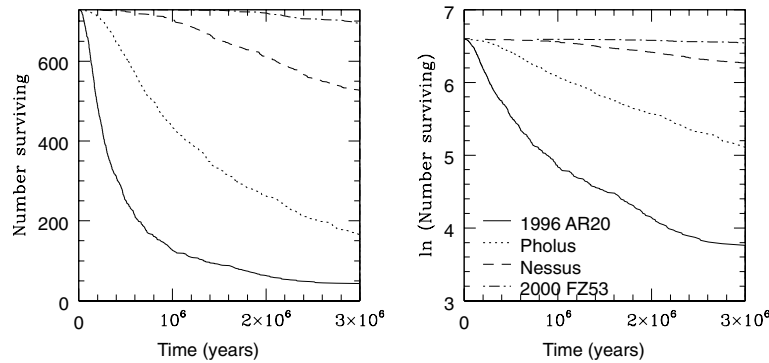 Number surviving
600
400
200
0
0
10⁶
2×10⁶
3×10⁶
Time (years)
ln (Number surviving)
7
6
5
4
3
1996 AR20
Pholus
Nessus
2000 FZ53
0
10⁶
2×10⁶
3×10⁶
Time (years)